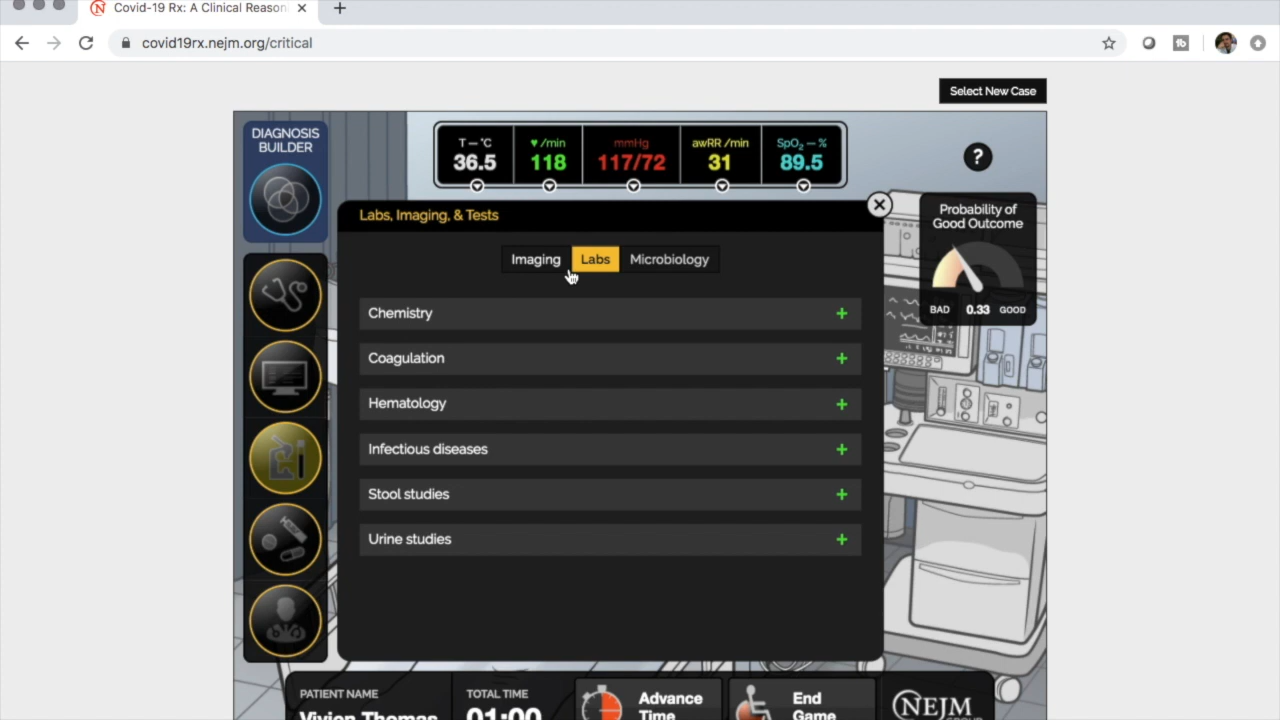 Covid-19 Rx: A Clinical Reason
covid19rx.nejm.org/critical
Select New Case
DIAGNOSIS
BUILDER
T — °C
36.5
♥ /min
118
mmHg
117/72
awRR /min
31
SpO₂ — %
89.5
?
Probability of
Good Outcome
BAD 0.33 GOOD
Labs, Imaging, & Tests
Imaging
Labs
Microbiology
Chemistry
Coagulation
Hematology
Infectious diseases
Stool studies
Urine studies
PATIENT NAME
Vivien Thomas
TOTAL TIME
01:00
Advance
Time
End
Game
NEJM
GROUP